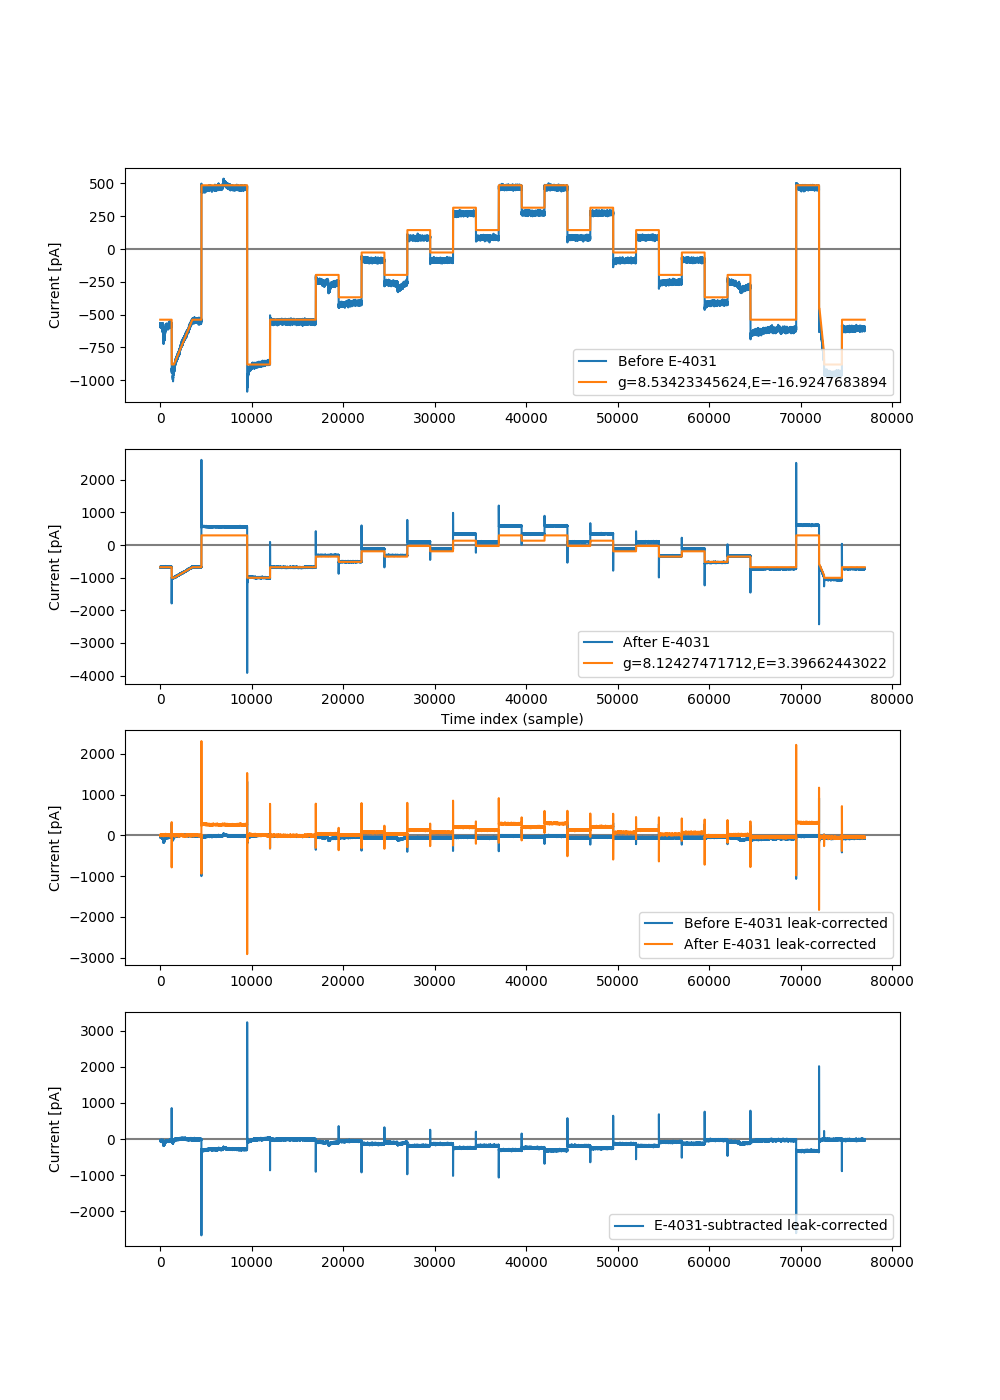 500
250
0
−250
−500
−750
−1000
Current [pA]
Before E-4031
g=8.53423345624,E=-16.9247683894
0 10000 20000 30000 40000 50000 60000 70000 80000
2000
1000
0
−1000
−2000
−3000
−4000
Current [pA]
After E-4031
g=8.12427471712,E=3.39662443022
0 10000 20000 30000 40000 50000 60000 70000 80000
Time index (sample)
2000
1000
0
−1000
−2000
−3000
Current [pA]
Before E-4031 leak-corrected
After E-4031 leak-corrected
0 10000 20000 30000 40000 50000 60000 70000 80000
3000
2000
1000
0
−1000
−2000
Current [pA]
E-4031-subtracted leak-corrected
0 10000 20000 30000 40000 50000 60000 70000 80000